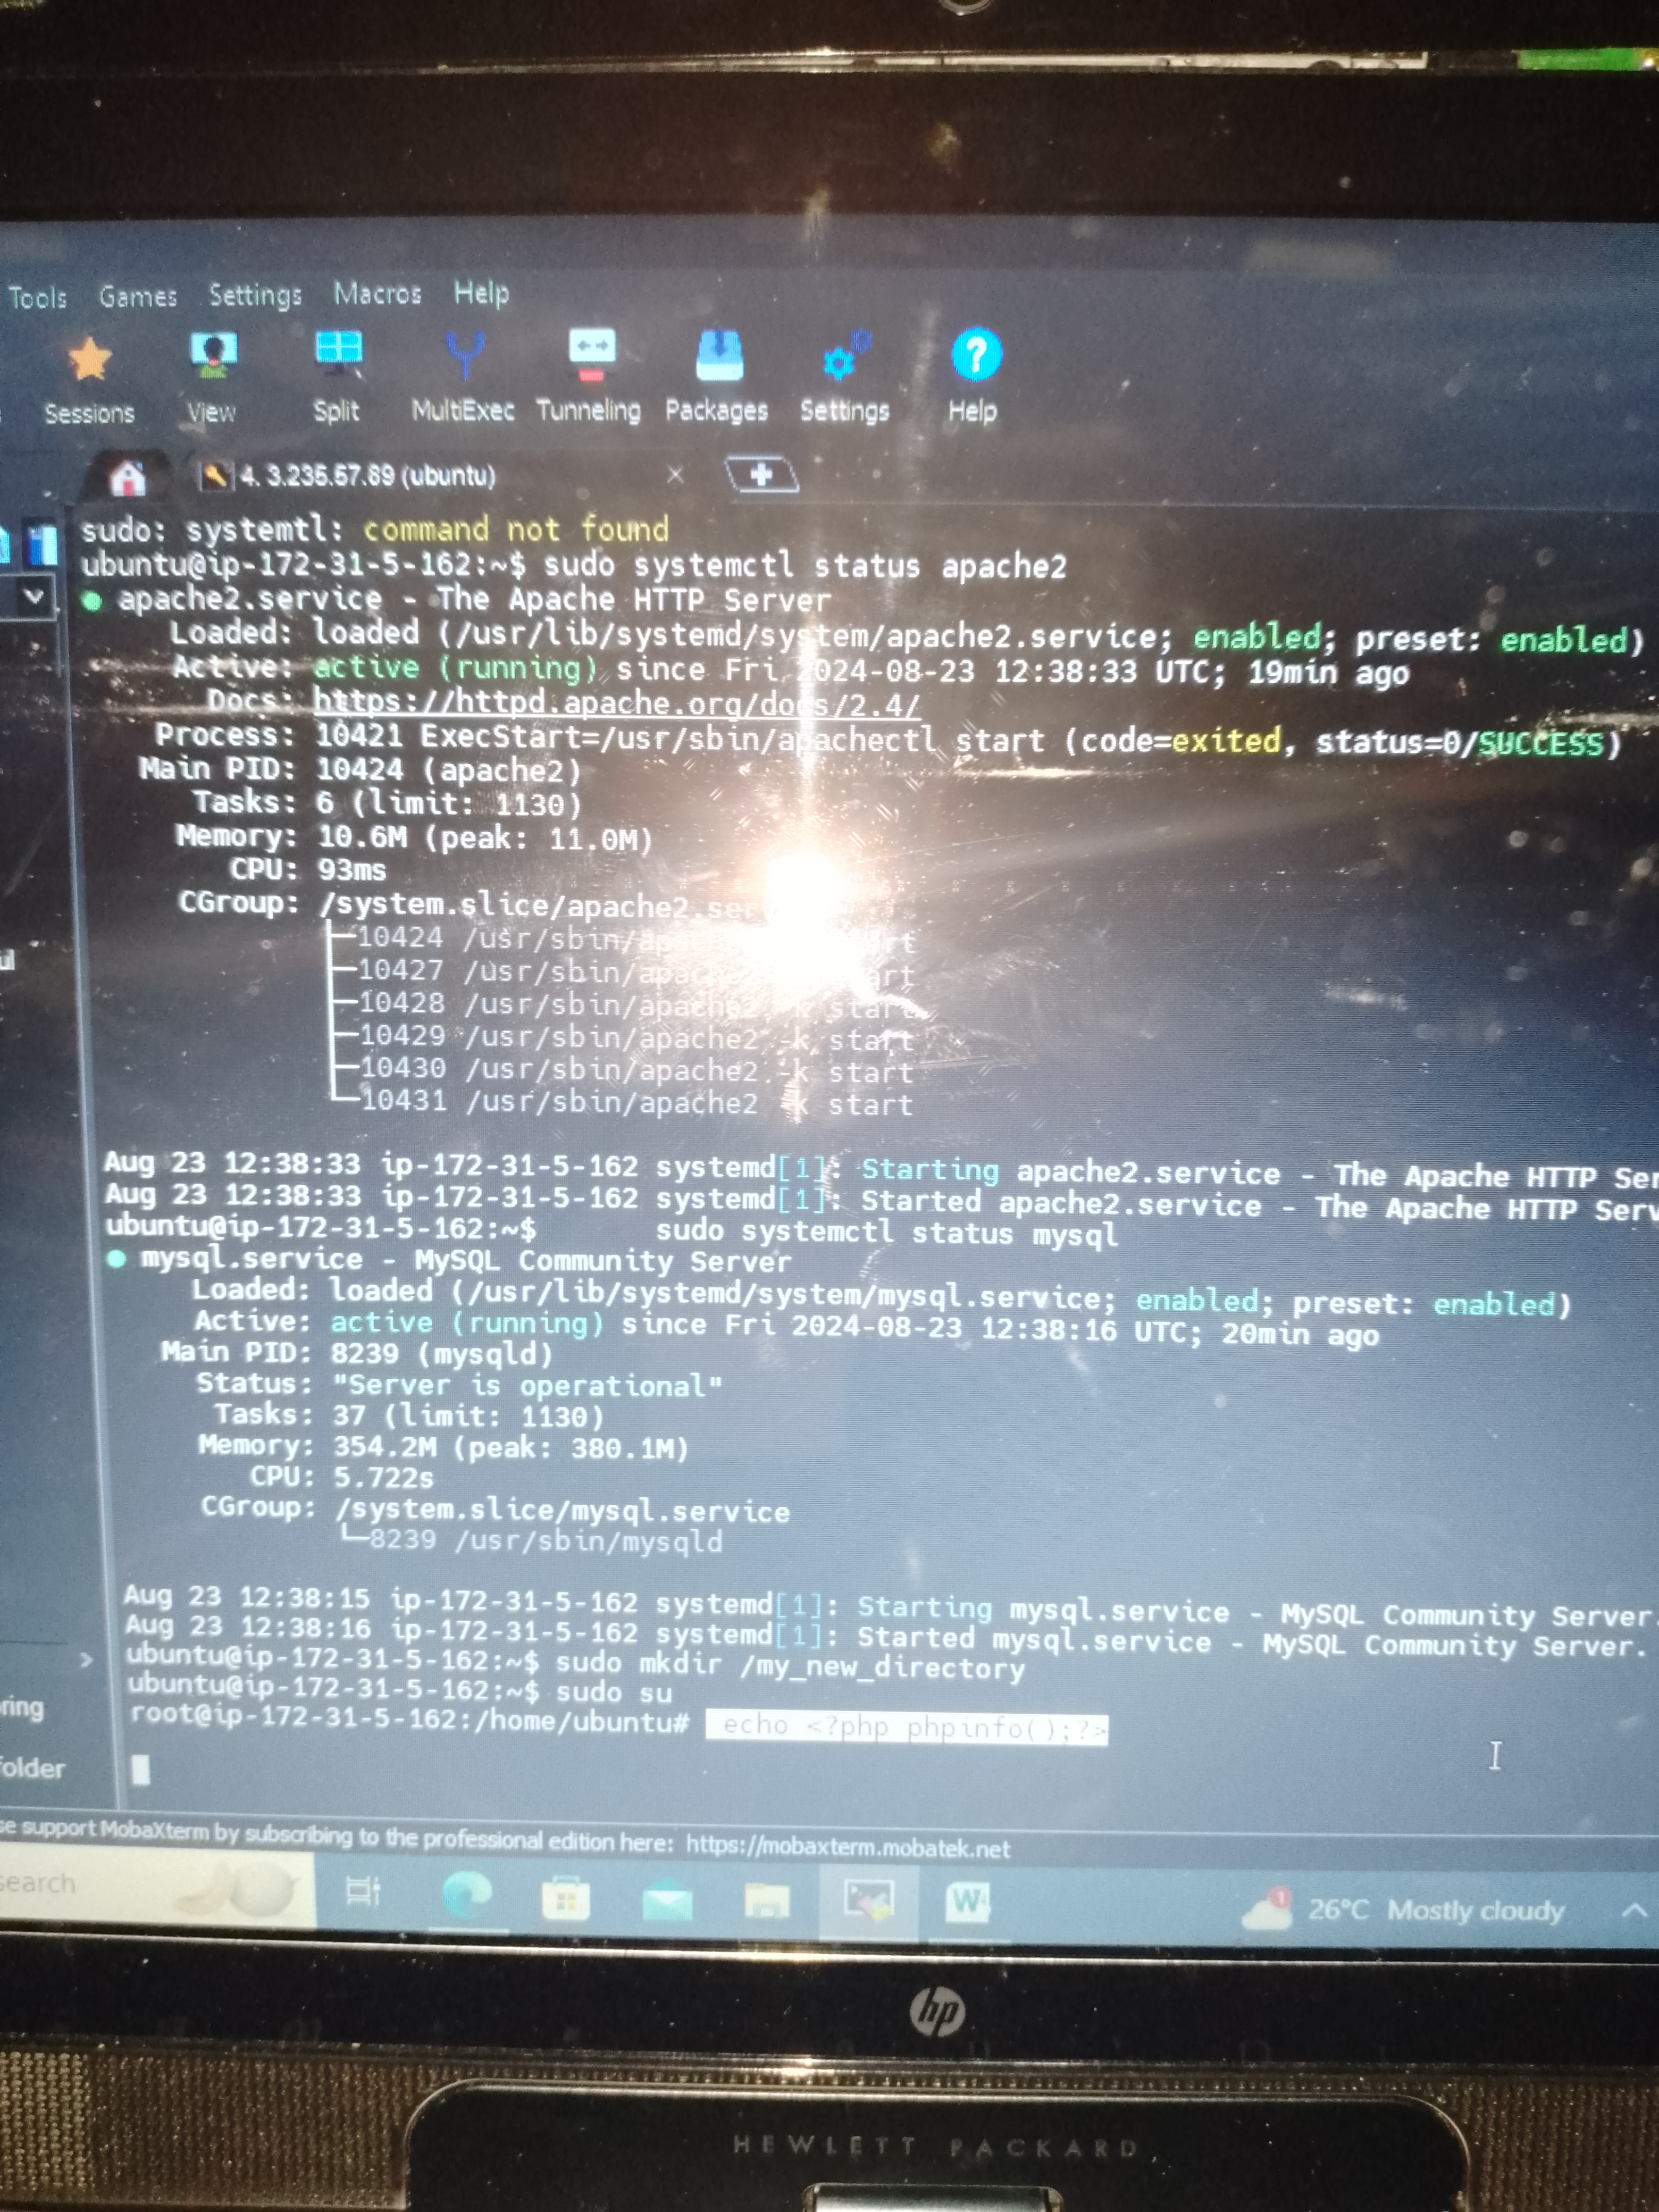 Tools Games Settings Macros Help
Sessions View Split MultiExec Tunneling Packages Settings Help
4. 3.235.57.89 (ubuntu)
sudo: systemtl: command not found
ubuntu@ip-172-31-5-162:~$ sudo systemctl status apache2
● apache2.service - The Apache HTTP Server
Loaded: loaded (/usr/lib/systemd/system/apache2.service; enabled; preset: enabled)
Active: active (running) since Fri 2024-08-23 12:38:33 UTC; 19min ago
Docs: https://httpd.apache.org/docs/2.4/
Process: 10421 ExecStart=/usr/sbin/apachectl start (code=exited, status=0/SUCCESS)
Main PID: 10424 (apache2)
Tasks: 6 (limit: 1130)
Memory: 10.6M (peak: 11.0M)
CPU: 93ms
CGroup: /system.slice/apache2.ser
├─10424 /usr/sbin/
├─10427 /usr/sbin/
├─10428 /usr/sbin/apache2 -k start
├─10429 /usr/sbin/apache2 -k start
├─10430 /usr/sbin/apache2 -k start
└─10431 /usr/sbin/apache2 -k start
Aug 23 12:38:33 ip-172-31-5-162 systemd[1]: Starting apache2.service - The Apache HTTP Ser
Aug 23 12:38:33 ip-172-31-5-162 systemd[1]: Started apache2.service - The Apache HTTP Serv
ubuntu@ip-172-31-5-162:~$ sudo systemctl status mysql
● mysql.service - MySQL Community Server
Loaded: loaded (/usr/lib/systemd/system/mysql.service; enabled; preset: enabled)
Active: active (running) since Fri 2024-08-23 12:38:16 UTC; 20min ago
Main PID: 8239 (mysqld)
Status: "Server is operational"
Tasks: 37 (limit: 1130)
Memory: 354.2M (peak: 380.1M)
CPU: 5.722s
CGroup: /system.slice/mysql.service
└─8239 /usr/sbin/mysqld
Aug 23 12:38:15 ip-172-31-5-162 systemd[1]: Starting mysql.service - MySQL Community Server.
Aug 23 12:38:16 ip-172-31-5-162 systemd[1]: Started mysql.service - MySQL Community Server.
ubuntu@ip-172-31-5-162:~$ sudo mkdir /my_new_directory
ubuntu@ip-172-31-5-162:~$ sudo su
root@ip-172-31-5-162:/home/ubuntu# echo <?php phpinfo();?>
ring
folder
se support MobaXterm by subscribing to the professional edition here: https://mobaxterm.mobatek.net
search
1
26°C Mostly cloudy
hp
HEWLETT PACKARD